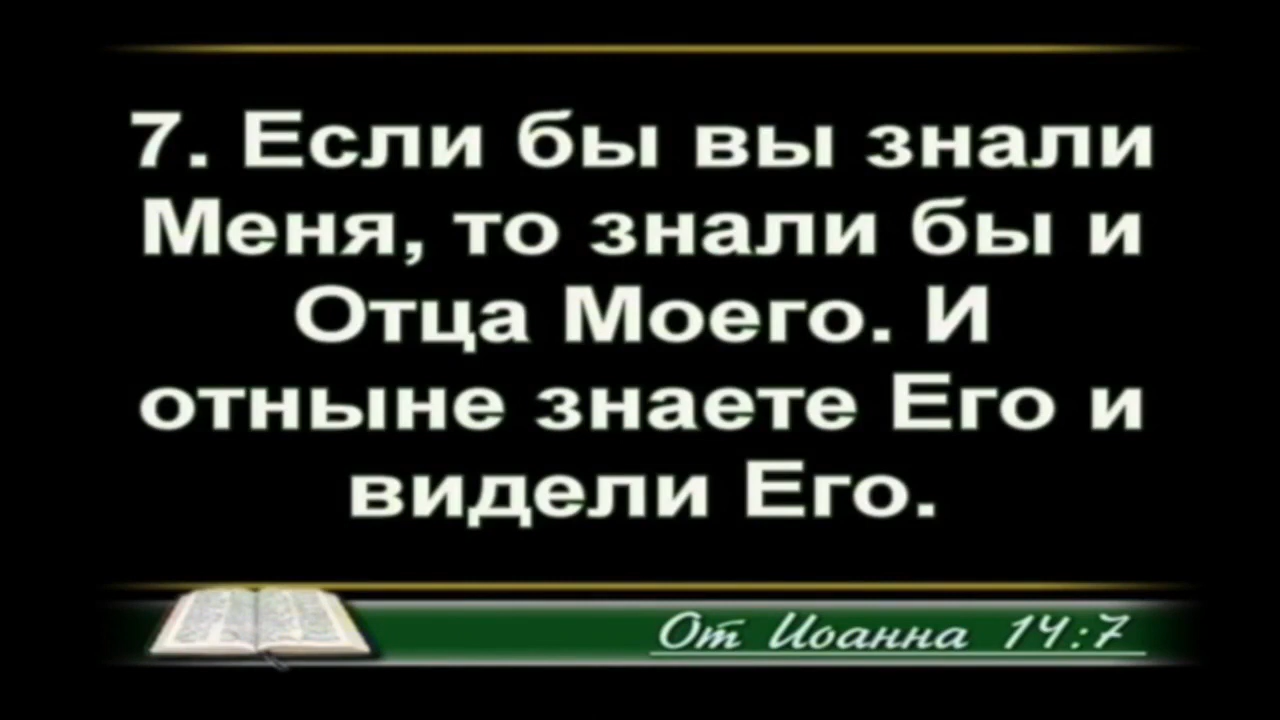 7. Если бы вы знали
Меня, то знали бы и
Отца Моего. И
отныне знаете Его и
видели Его.
От Иоанна 14:7